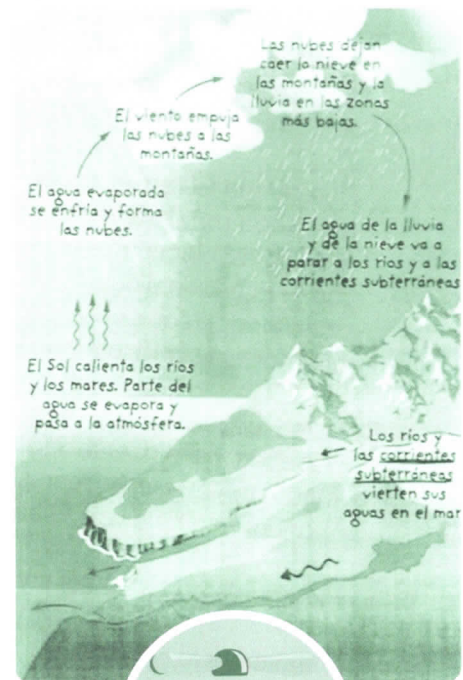 Las nubes dejan
caer la nieve en
las montañas y la
lluvia en las zonas
más bajas.
El viento empuja
las nubes a las
montañas.
El agua evaporada
se enfría y forma
las nubes.
El agua de la lluvia
y de la nieve va a
parar a los ríos y a las
corrientes subterráneas
El Sol calienta los ríos
y los mares. Parte del
agua se evapora y
pasa a la atmósfera.
Los ríos y
las corrientes
subterráneas
vierten sus
aguas en el mar